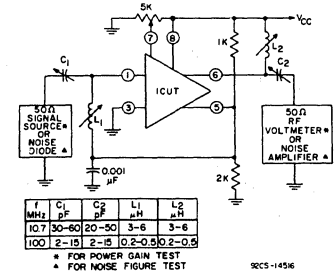 5K
VCC
7
8
1K
L2
C1
C2
1
6
ICUT
3
5
L1
50Ω
SIGNAL
SOURCE*
OR
NOISE
DIODE▲
50Ω
RF
VOLTMETER*
OR
NOISE
AMPLIFIER▲
0.001
μF
2K
f MHz C1 pF C2 pF L1 μH L2 μH
10.7 30-60 20-50 3-6 3-6
100 2-15 2-15 0.2-0.5 0.2-0.5
* FOR POWER GAIN TEST
▲ FOR NOISE FIGURE TEST
92CS-14516